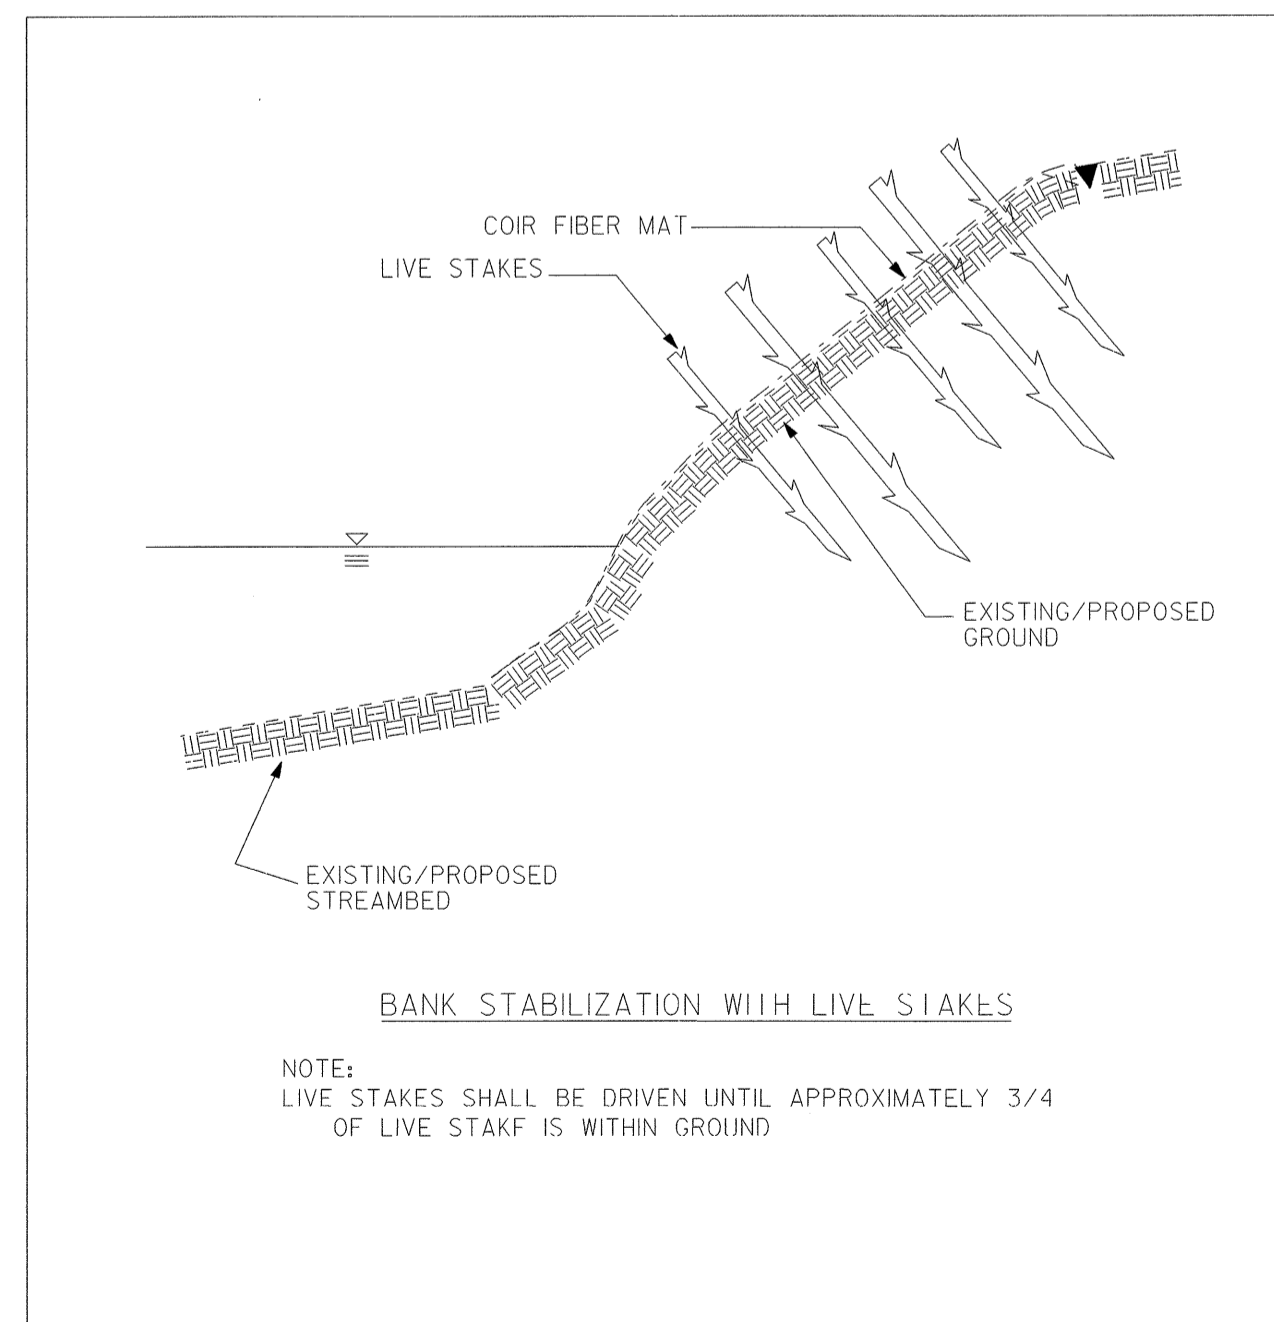 COIR FIBER MAT
LIVE STAKES
EXISTING/PROPOSED
GROUND
EXISTING/PROPOSED
STREAMBED
BANK STABILIZATION WITH LIVE STAKES
NOTE:
LIVE STAKES SHALL BE DRIVEN UNTIL APPROXIMATELY 3/4
OF LIVE STAKE IS WITHIN GROUND